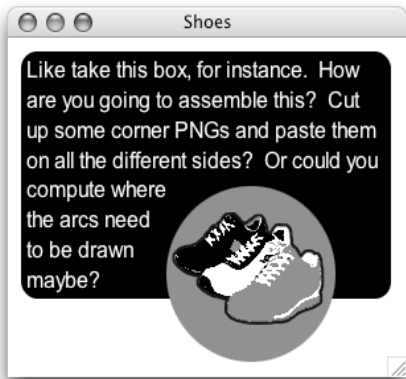 Shoes
Like take this box, for instance.  How
are you going to assemble this?  Cut
up some corner PNGs and paste them
on all the different sides?  Or could you
compute where
the arcs need
to be drawn
maybe?